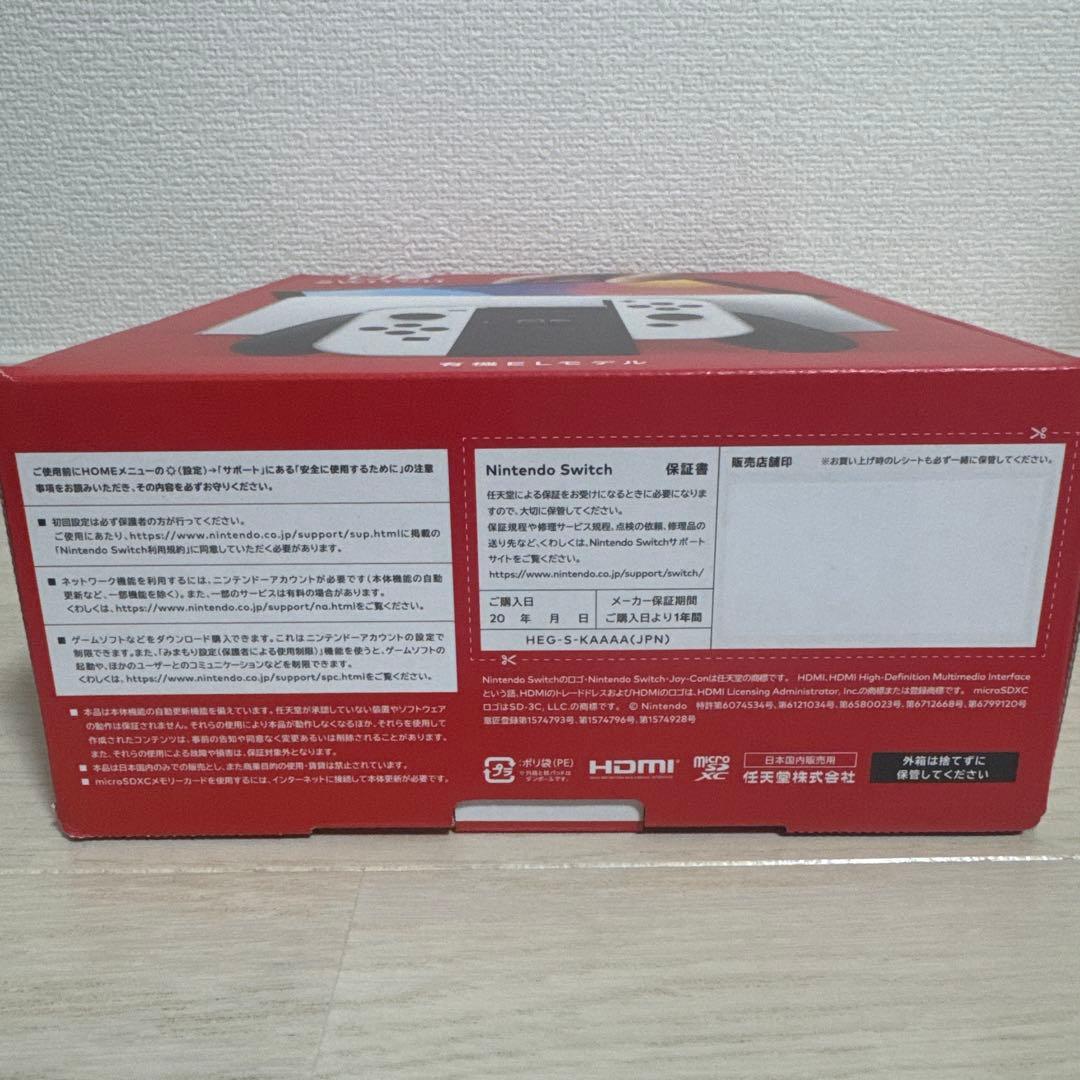 有機ELモデル
ご使用前にHOMEメニューの(設定)→「サポート」にある「安全に使用するために」の注意
事項をお読みいただき、その内容を必ずお守りください。
■ 初回設定は必ず保護者の方が行ってください。
ご使用にあたり、https://www.nintendo.co.jp/support/sup.htmlに掲載の
「Nintendo Switch利用規約」に同意していただく必要があります。
■ ネットワーク機能を利用するには、ニンテンドーアカウントが必要です(本体機能の自動
更新など、一部機能を除く)。また、一部のサービスは有料の場合があります。
くわしくは、https://www.nintendo.co.jp/support/na.htmlをご覧ください。
■ ゲームソフトなどをダウンロード購入できます。これはニンテンドーアカウントの設定で
制限できます。また、「みまもり設定(保護者による使用制限)」機能を使うと、ゲームソフトの
起動や、ほかのユーザーとのコミュニケーションなどを制限できます。
くわしくは、https://www.nintendo.co.jp/support/spc.htmlをご覧ください。
■ 本品は本体機能の自動更新機能を備えています。任天堂が承認していない装置やソフトウェア
の動作は保証されません。それらの使用により本品が動作しなくなるほか、それらを使用して
作成されたコンテンツは、事前の告知や同意なく変更あるいは削除されることがあります。
また、それらの使用による故障や損害は、保証対象外となります。
■ 本品は日本国内のみでの販売とし、また商業目的の使用・賃貸は禁止されています。
■ microSDXCメモリーカードを使用するには、インターネットに接続して本体更新が必要です。
Nintendo Switch 保証書
任天堂による保証をお受けになるときに必要になりま
すので、大切に保管してください。
保証規程や修理サービス規程、点検の依頼、修理品の
送り先など、くわしくは、Nintendo Switchサポート
サイトをご覧ください。
https://www.nintendo.co.jp/support/switch/
ご購入日
20 年 月 日
メーカー保証期間
ご購入日より1年間
HEG-S-KAAAA(JPN)
販売店舗印 ※お買い上げ時のレシートも必ず一緒に保管してください。
Nintendo Switchのロゴ・Nintendo Switch・Joy-Conは任天堂の商標です。 HDMI、HDMI High-Definition Multimedia Interface
という語、HDMIのトレードドレスおよびHDMIのロゴは、HDMI Licensing Administrator, Inc.の商標または登録商標です。 microSDXC
ロゴはSD-3C, LLC.の商標です。 © Nintendo 特許第6074534号、第6121034号、第6580023号、第6712668号、第6799120号
意匠登録第1574793号、第1574796号、第1574928号
プラ :ポリ袋(PE)
※外箱と紙パッドは
ダンボールです。
HDMI
micro SD XC
日本国内販売用
任天堂株式会社
外箱は捨てずに
保管してください